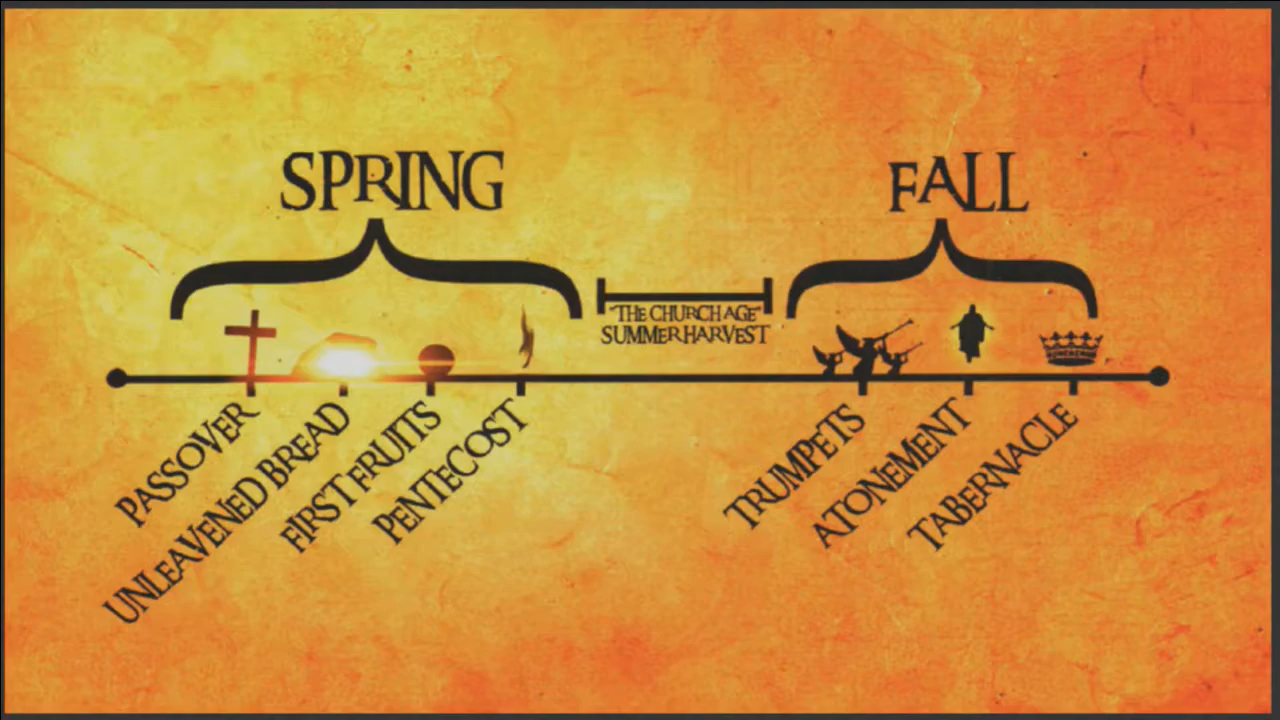 SPRING
FALL
"THE CHURCH AGE"
SUMMER HARVEST
PASSOVER
UNLEAVENED BREAD
FIRST FRUITS
PENTECOST
TRUMPETS
ATONEMENT
TABERNACLE